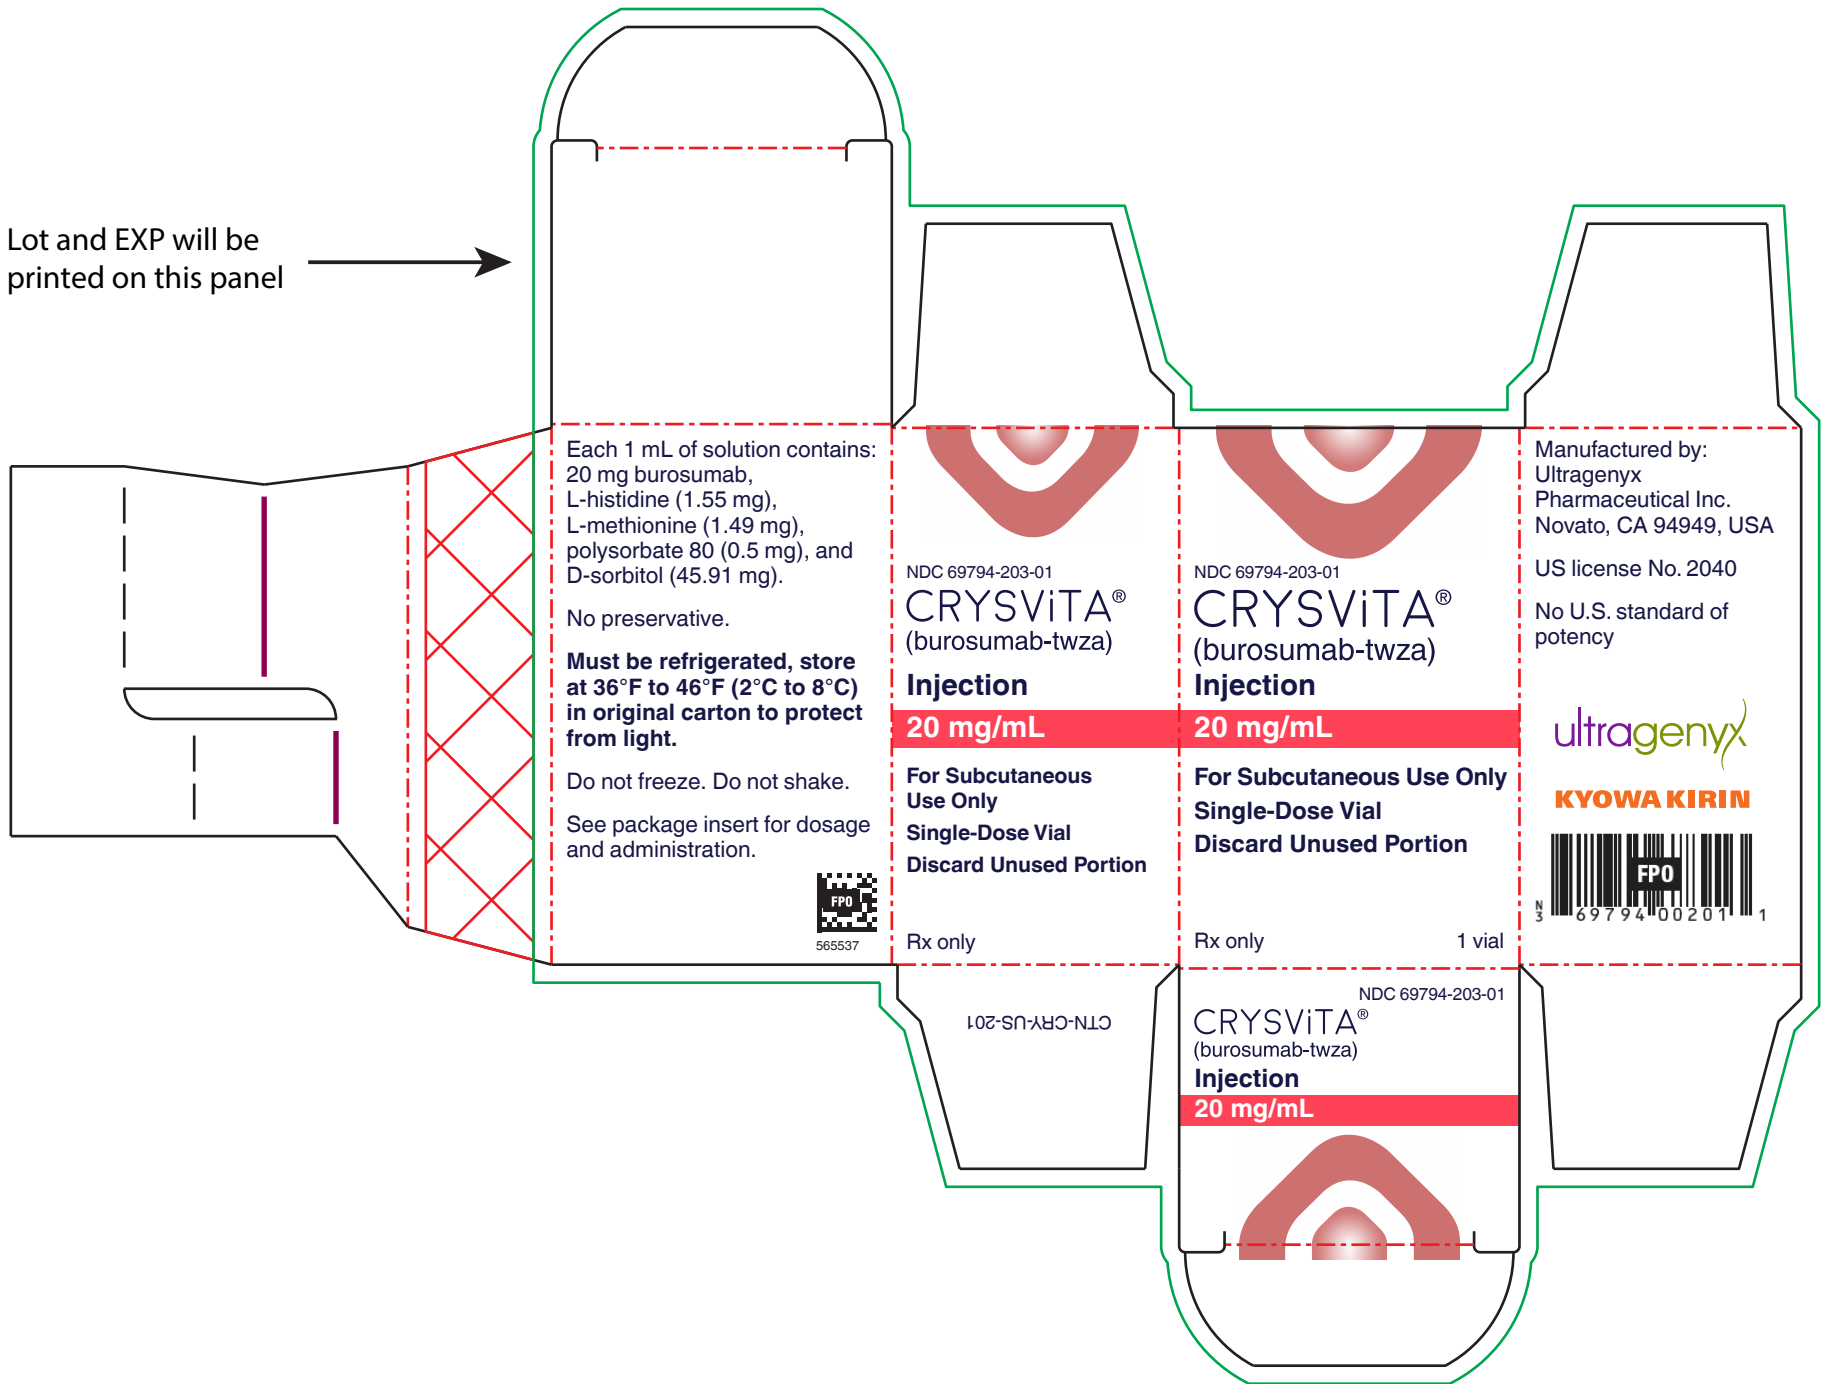 Lot and EXP will be
printed on this panel
Each 1 mL of solution contains:
20 mg burosumab,
L-histidine (1.55 mg),
L-methionine (1.49 mg),
polysorbate 80 (0.5 mg), and
D-sorbitol (45.91 mg).
No preservative.
Must be refrigerated, store
at 36°F to 46°F (2°C to 8°C)
in original carton to protect
from light.
Do not freeze. Do not shake.
See package insert for dosage
and administration.
FPO
565537
NDC 69794-203-01
CRYSViTA®
(burosumab-twza)
Injection
20 mg/mL
For Subcutaneous
Use Only
Single-Dose Vial
Discard Unused Portion
Rx only
CTN-CRY-US-201
NDC 69794-203-01
CRYSViTA®
(burosumab-twza)
Injection
20 mg/mL
For Subcutaneous Use Only
Single-Dose Vial
Discard Unused Portion
Rx only 1 vial
NDC 69794-203-01
CRYSViTA®
(burosumab-twza)
Injection
20 mg/mL
Manufactured by:
Ultragenyx
Pharmaceutical Inc.
Novato, CA 94949, USA
US license No. 2040
No U.S. standard of
potency
ultragenyx
KYOWA KIRIN
FPO
N3 69794 00201 1